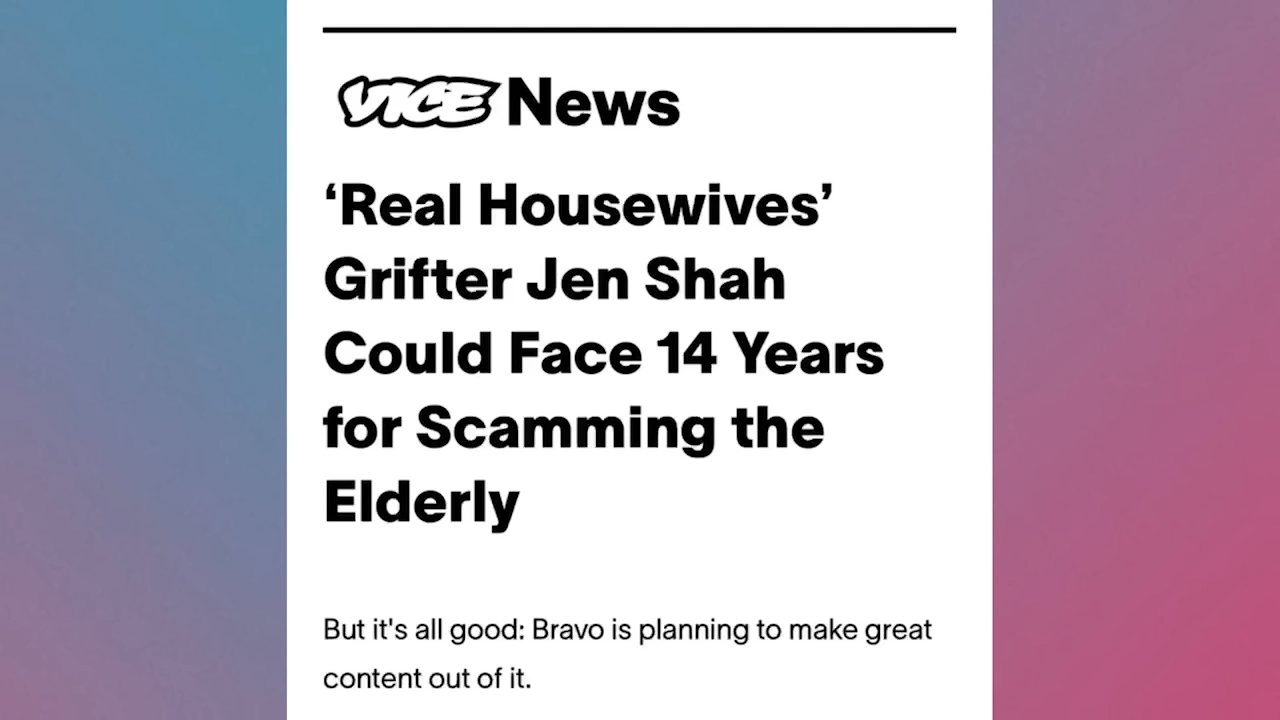 VICE News
‘Real Housewives’
Grifter Jen Shah
Could Face 14 Years
for Scamming the
Elderly
But it's all good: Bravo is planning to make great
content out of it.